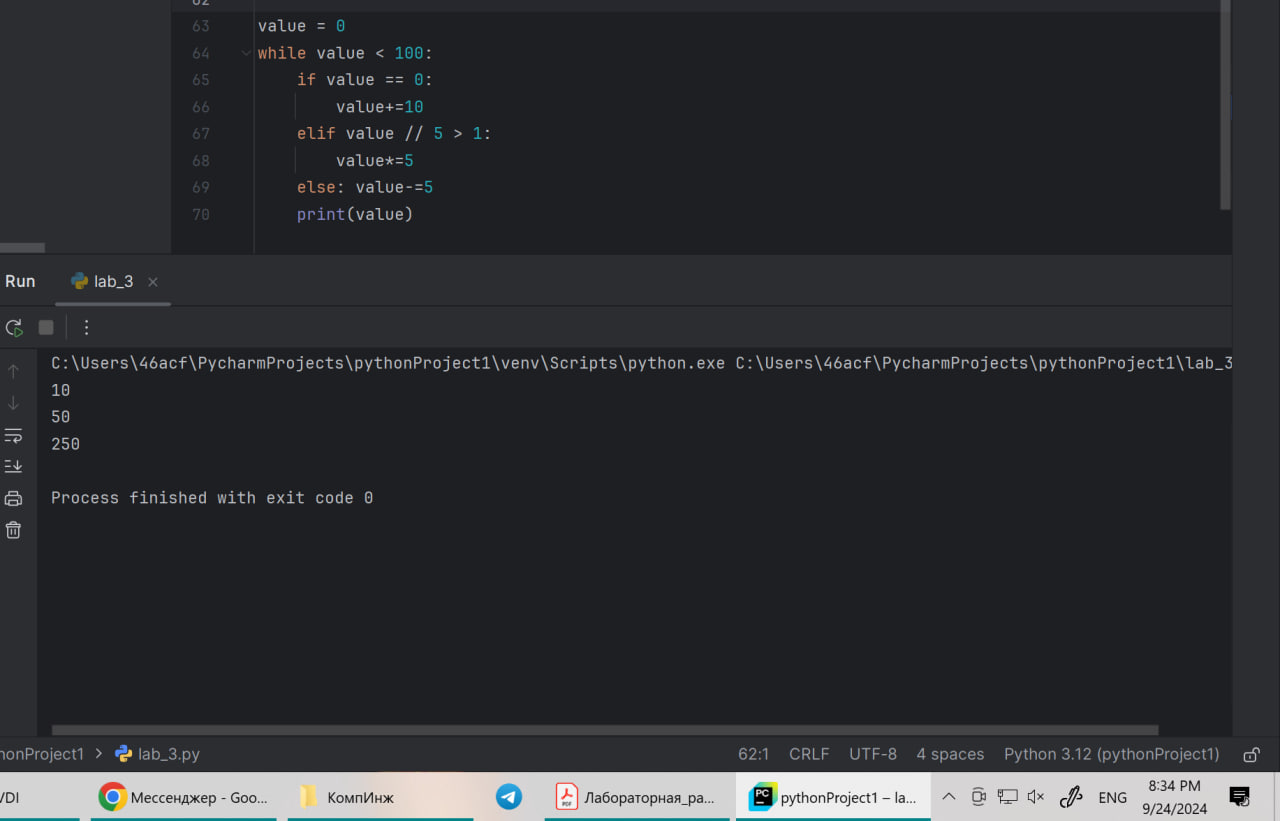 62
63 value = 0
64 while value < 100:
65 if value == 0:
66 value+=10
67 elif value // 5 > 1:
68 value*=5
69 else: value-=5
70 print(value)
Run lab_3
C:\Users\46acf\PycharmProjects\pythonProject1\venv\Scripts\python.exe C:\Users\46acf\PycharmProjects\pythonProject1\lab_3
10
50
250
Process finished with exit code 0
honProject1 > lab_3.py 62:1 CRLF UTF-8 4 spaces Python 3.12 (pythonProject1)
VDI Мессенджер - Goo... КомпИнж PDF Лабораторная_ра... PC pythonProject1 – la... ENG 8:34 PM
9/24/2024